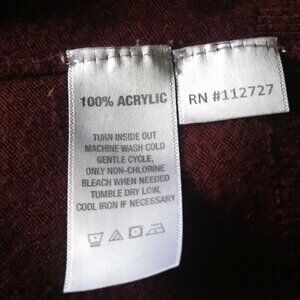 100% ACRYLIC
TURN INSIDE OUT
MACHINE WASH COLD
GENTLE CYCLE,
ONLY NON-CHLORINE
BLEACH WHEN NEEDED
TUMBLE DRY LOW.
COOL IRON IF NECESSARY
RN #112727